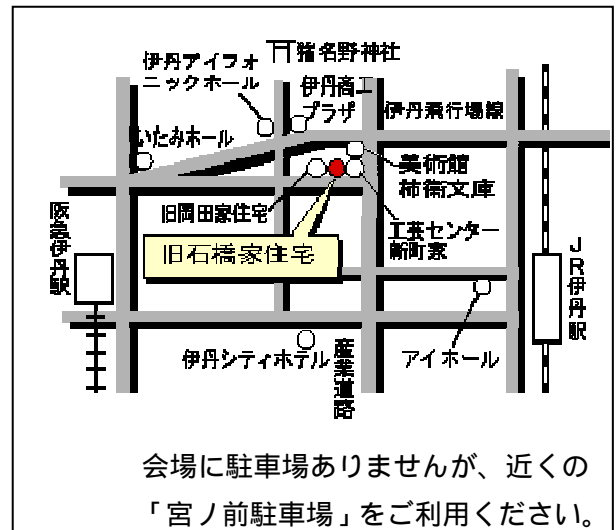 猪名野神社
伊丹アイフォ
ニックホール
伊丹商工
プラザ
伊丹飛行場線
いたみホール
美術館
柿衛文庫
旧岡田家住宅
工芸センター
新町家
旧石橋家住宅
阪急伊丹駅
JR伊丹駅
伊丹シティホテル
産業道路
アイホール
会場に駐車場ありませんが、近くの
「宮ノ前駐車場」をご利用ください。